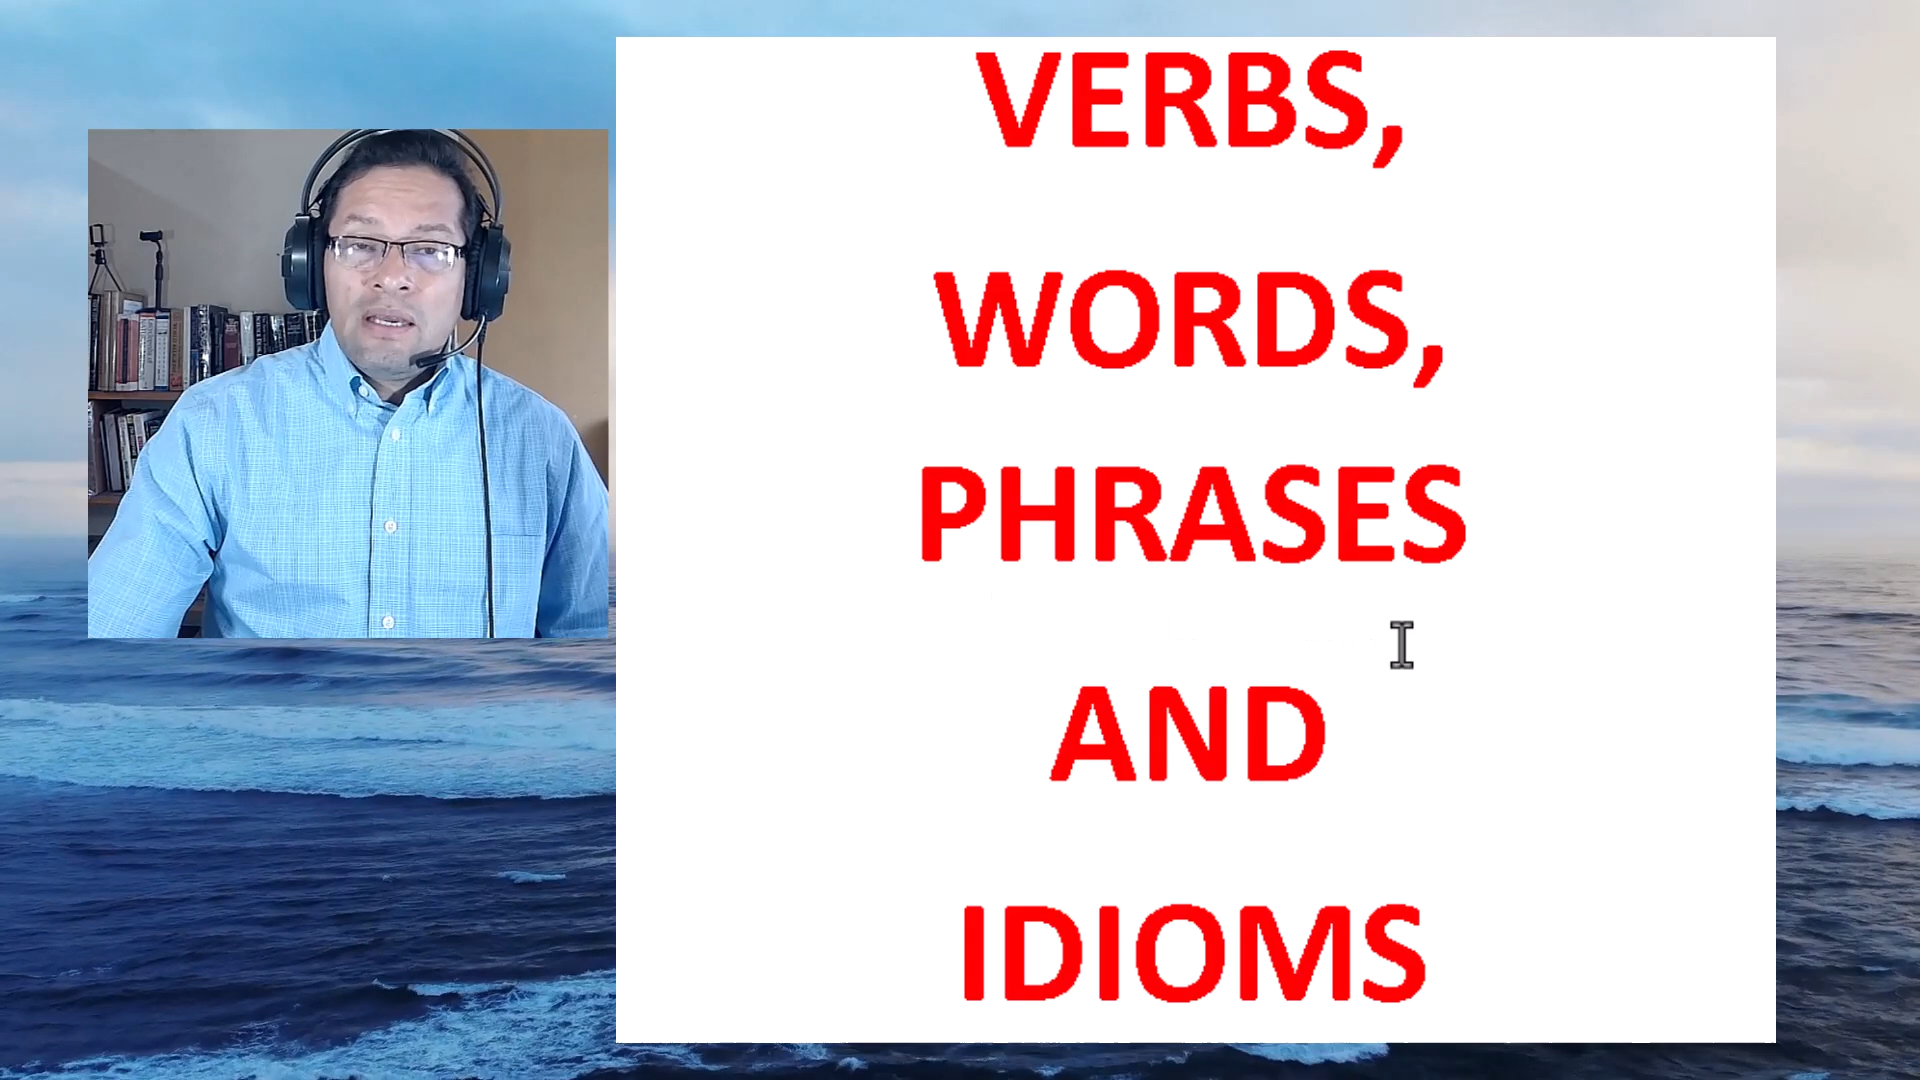 VERBS,
WORDS,
PHRASES
AND
IDIOMS